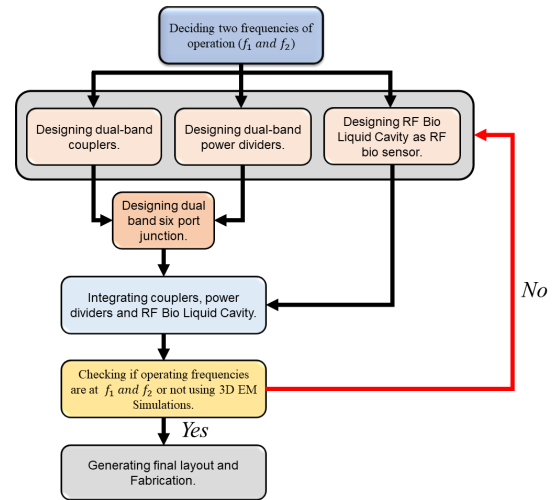 Deciding two frequencies of
operation (f₁ and f₂)
Designing dual-band
couplers.
Designing dual-band
power dividers.
Designing RF Bio
Liquid Cavity as RF
bio sensor.
Designing dual
band six port
junction.
Integrating couplers, power
dividers and RF Bio Liquid Cavity.
No
Checking if operating frequencies
are at f₁ and f₂ or not using 3D EM
Simulations.
Yes
Generating final layout and
Fabrication.